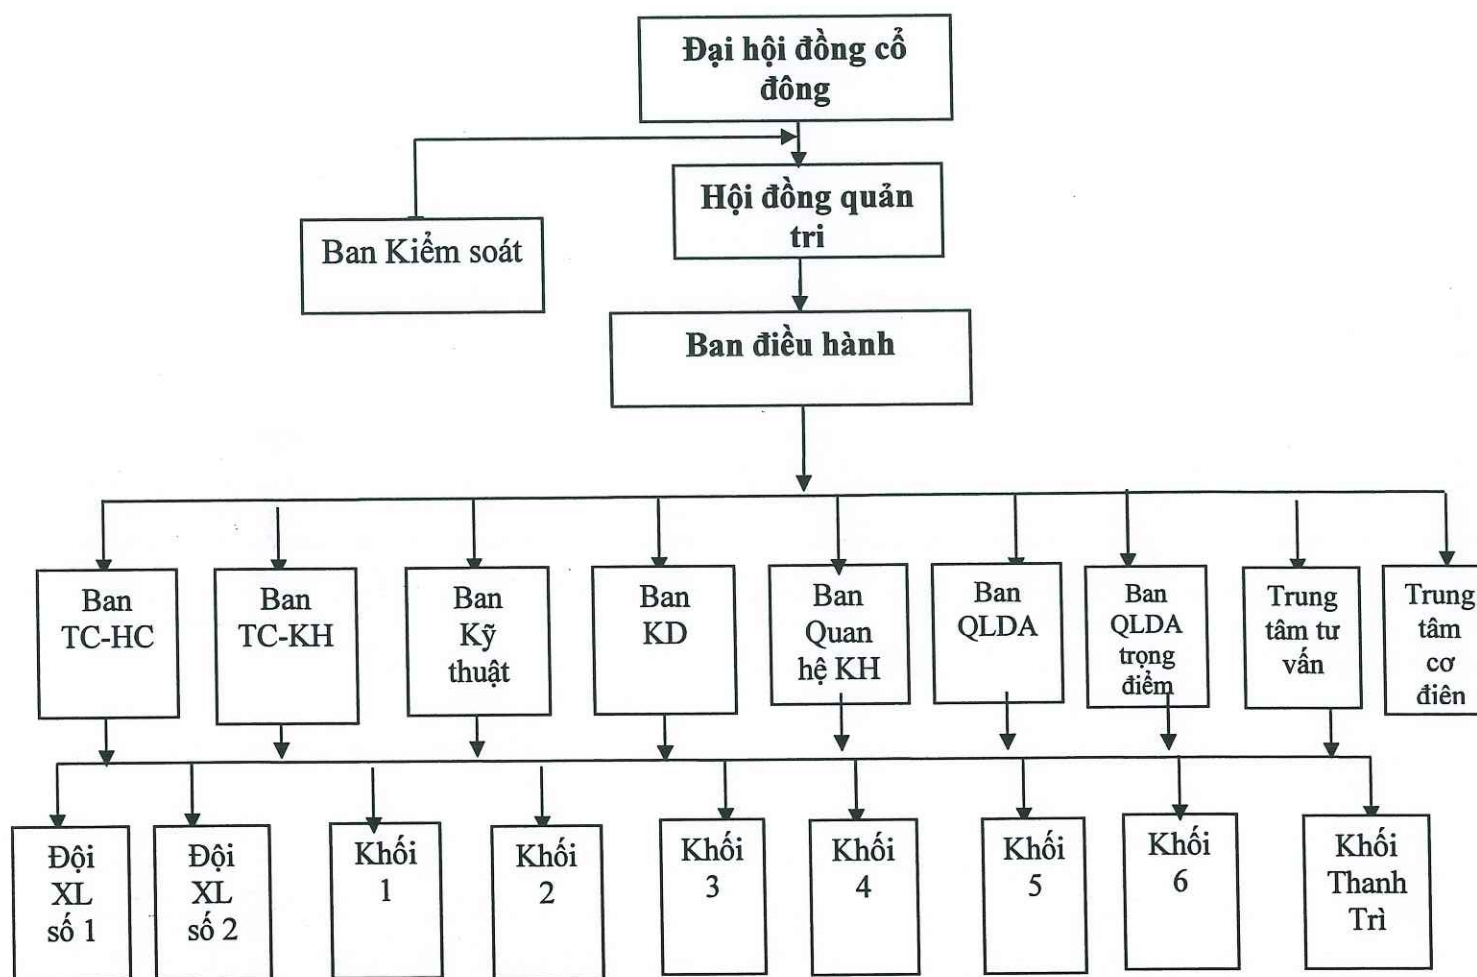 Đại hội đồng cổ
đông
Hội đồng quản
tri
Ban Kiểm soát
Ban điều hành
Ban
TC-HC
Ban
TC-KH
Ban
Kỹ
thuật
Ban
KD
Ban
Quan
hệ KH
Ban
QLDA
Ban
QLDA
trọng
điểm
Trung
tâm tư
vấn
Trung
tâm
cơ
điên
Đội
XL
số 1
Đội
XL
số 2
Khối
1
Khối
2
Khối
3
Khối
4
Khối
5
Khối
6
Khối
Thanh
Trì